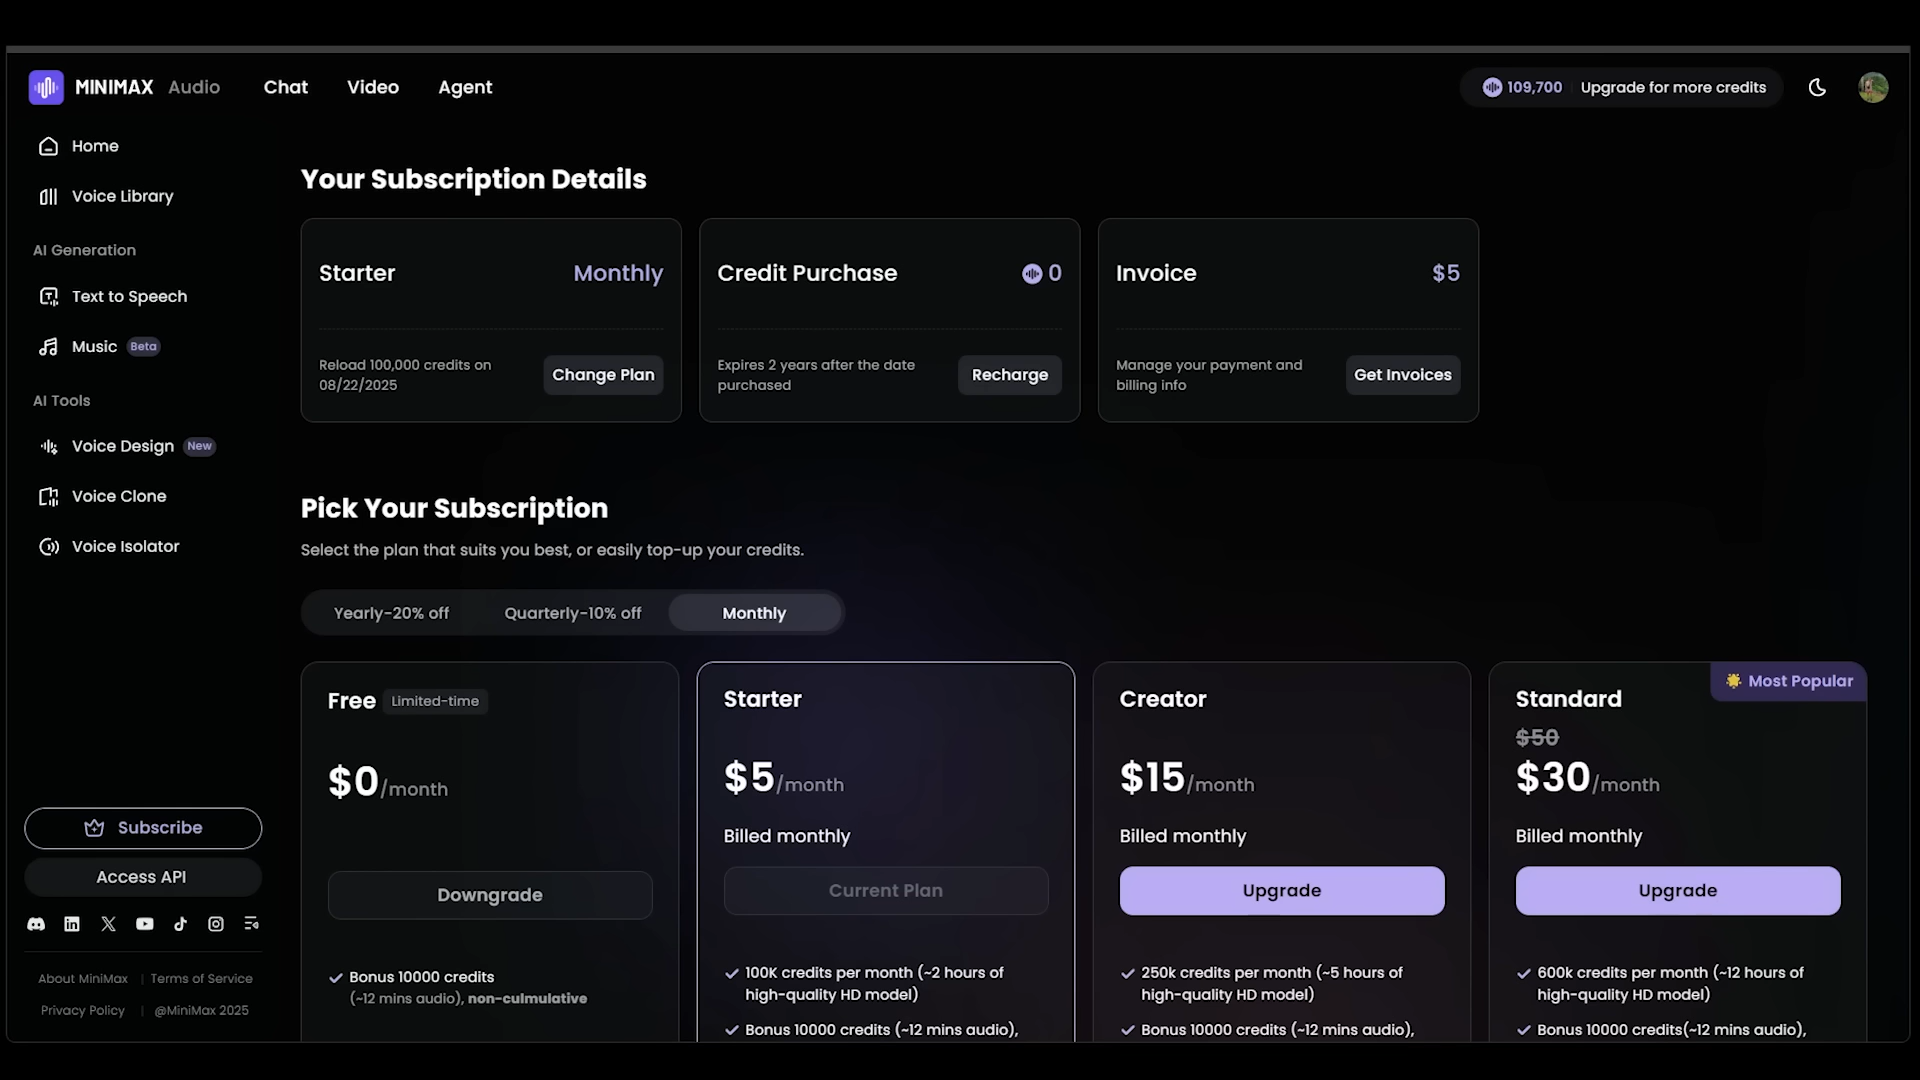 MINIMAX Audio
Chat
Video
Agent
109,700
Upgrade for more credits
Home
Voice Library
AI Generation
Text to Speech
Music Beta
AI Tools
Voice Design New
Voice Clone
Voice Isolator
Subscribe
Access API
About MiniMax | Terms of Service
Privacy Policy | @MiniMax 2025
Your Subscription Details
Starter
Monthly
Reload 100,000 credits on
08/22/2025
Change Plan
Credit Purchase
0
Expires 2 years after the date
purchased
Recharge
Invoice
$5
Manage your payment and
billing info
Get Invoices
Pick Your Subscription
Select the plan that suits you best, or easily top-up your credits.
Yearly-20% off
Quarterly-10% off
Monthly
Free Limited-time
$0/month
Downgrade
Bonus 10000 credits
(~12 mins audio), non-culmulative
Starter
$5/month
Billed monthly
Current Plan
100K credits per month (~2 hours of
high-quality HD model)
Bonus 10000 credits (~12 mins audio),
Creator
$15/month
Billed monthly
Upgrade
250k credits per month (~5 hours of
high-quality HD model)
Bonus 10000 credits (~12 mins audio),
Most Popular
Standard
$50
$30/month
Billed monthly
Upgrade
600k credits per month (~12 hours of
high-quality HD model)
Bonus 10000 credits(~12 mins audio),